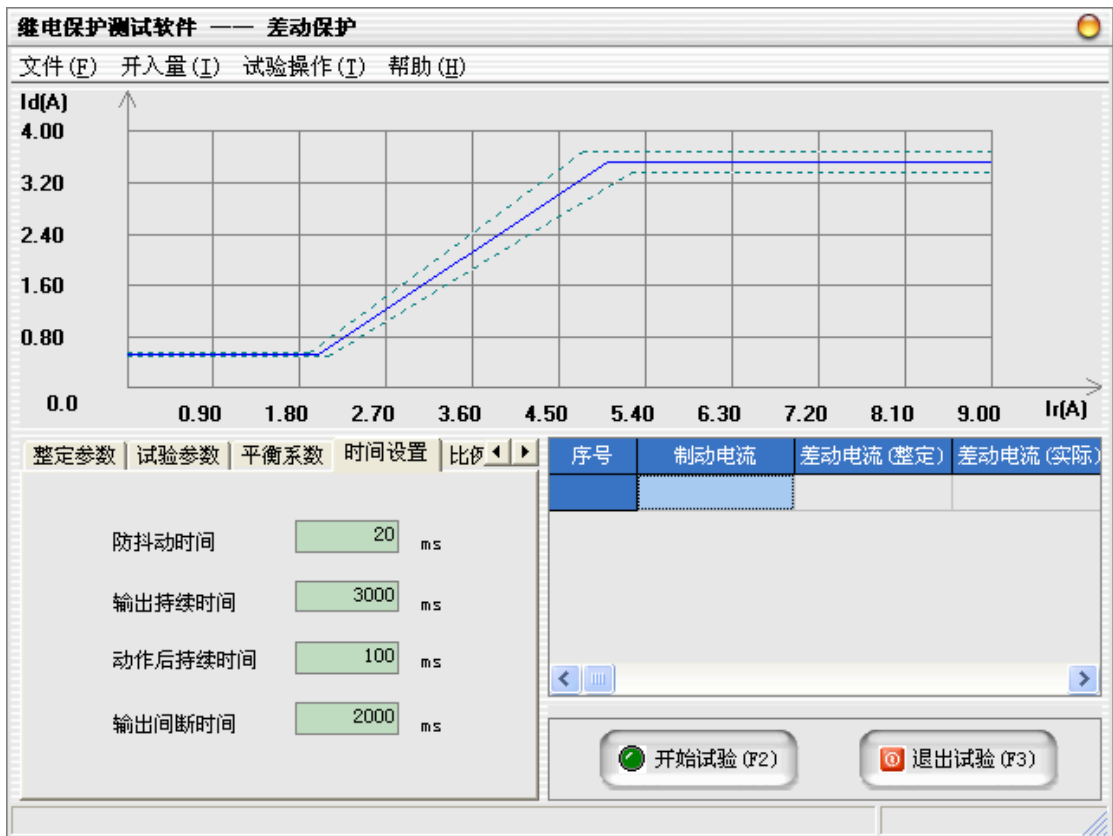 继电保护测试软件 —— 差动保护
文件(F) 开入量(I) 试验操作(T) 帮助(H)
Id(A)
4.00
3.20
2.40
1.60
0.80
0.0
0.90 1.80 2.70 3.60 4.50 5.40 6.30 7.20 8.10 9.00 Ir(A)
整定参数 试验参数 平衡系数 时间设置
序号 制动电流 差动电流(整定) 差动电流(实际)
防抖动时间 20 ms
输出持续时间 3000 ms
动作后持续时间 100 ms
输出间断时间 2000 ms
开始试验(F2) 退出试验(F3)